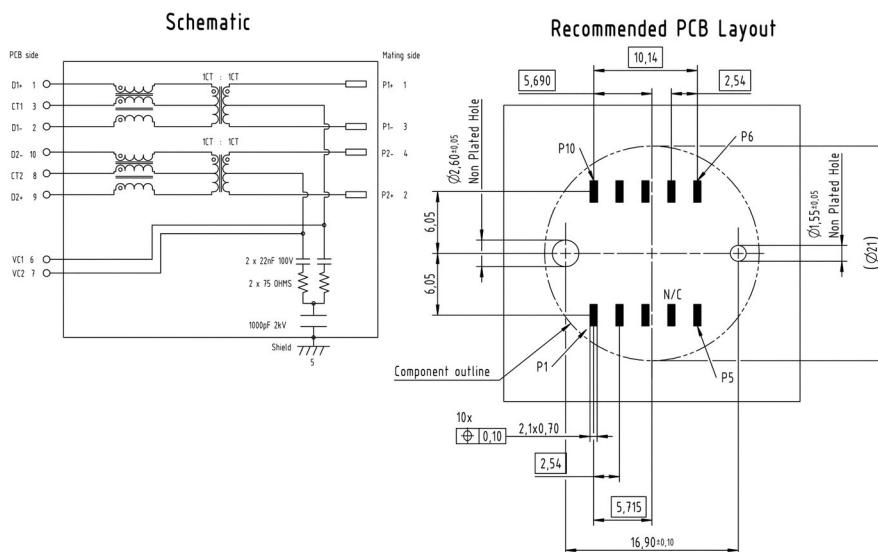 Schematic
PCB side
Mating side
D1+ 1
CT1 3
D1- 2
D2- 10
CT2 8
D2+ 9
VC1 6
VC2 7
1CT : 1CT
1CT : 1CT
P1+ 1
P1- 3
P2- 4
P2+ 2
2 x 22nF 100V
2 x 75 OHMS
1000pF 2kV
Shield
5
Recommended PCB Layout
10,14
5,690
2,54
Ø2,60±0,05
Non Plated Hole
P10
P6
Ø1,55±0,05
Non Plated Hole
(Ø21)
6,05
6,05
N/C
P1
P5
Component outline
10x
⌖ 0,10
2,1x0,70
2,54
5,715
16,90±0,10